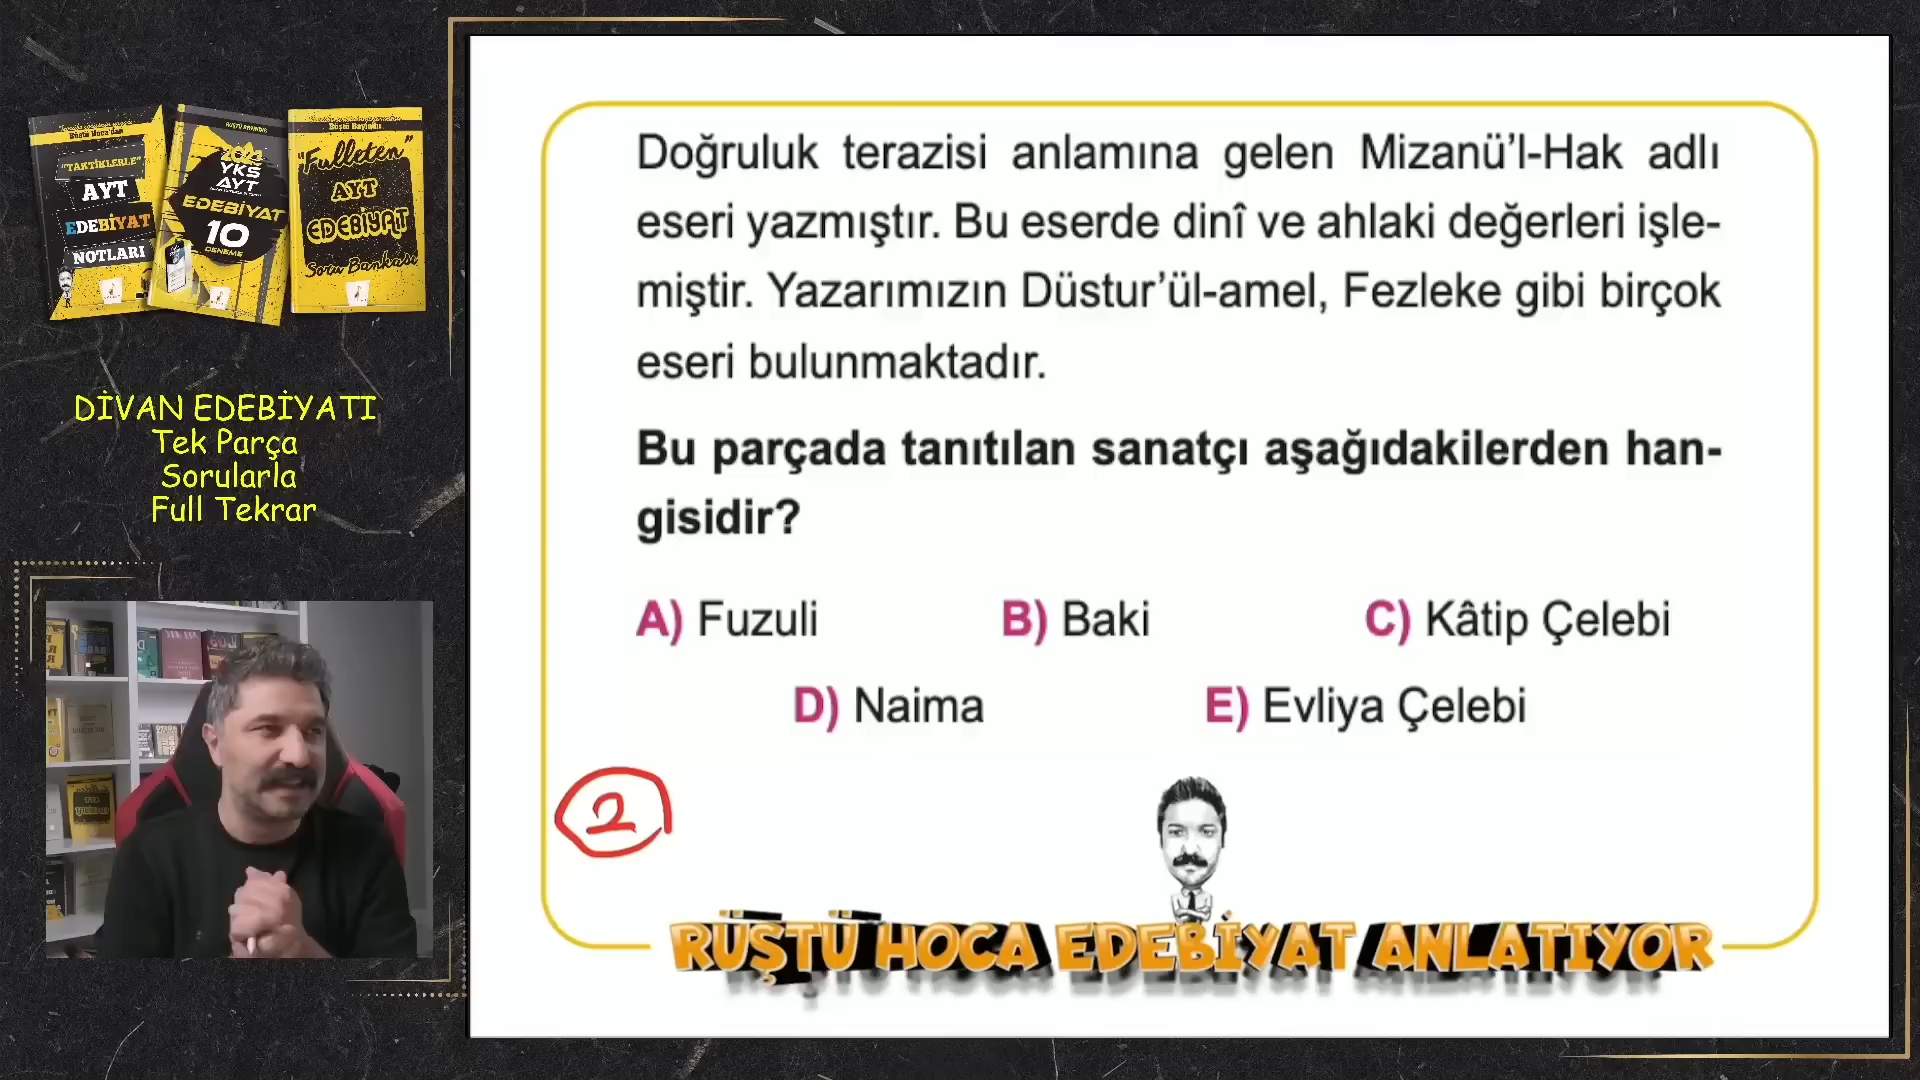 "TAKTİKLERLE"
AYT
EDEBİYAT
NOTLARI
YKS
AYT
EDEBİYAT
10
DENEME
"Fulleten"
AYT
EDEBİYAT
Soru Bankası
DİVAN EDEBİYATI
Tek Parça
Sorularla
Full Tekrar
Doğruluk terazisi anlamına gelen Mizanü'l-Hak adlı
eseri yazmıştır. Bu eserde dinî ve ahlaki değerleri işle-
miştir. Yazarımızın Düstur'ül-amel, Fezleke gibi birçok
eseri bulunmaktadır.
Bu parçada tanıtılan sanatçı aşağıdakilerden han-
gisidir?
A) Fuzuli B) Baki C) Kâtip Çelebi
D) Naima E) Evliya Çelebi
2
RÜŞTÜ HOCA EDEBİYAT ANLATIYOR